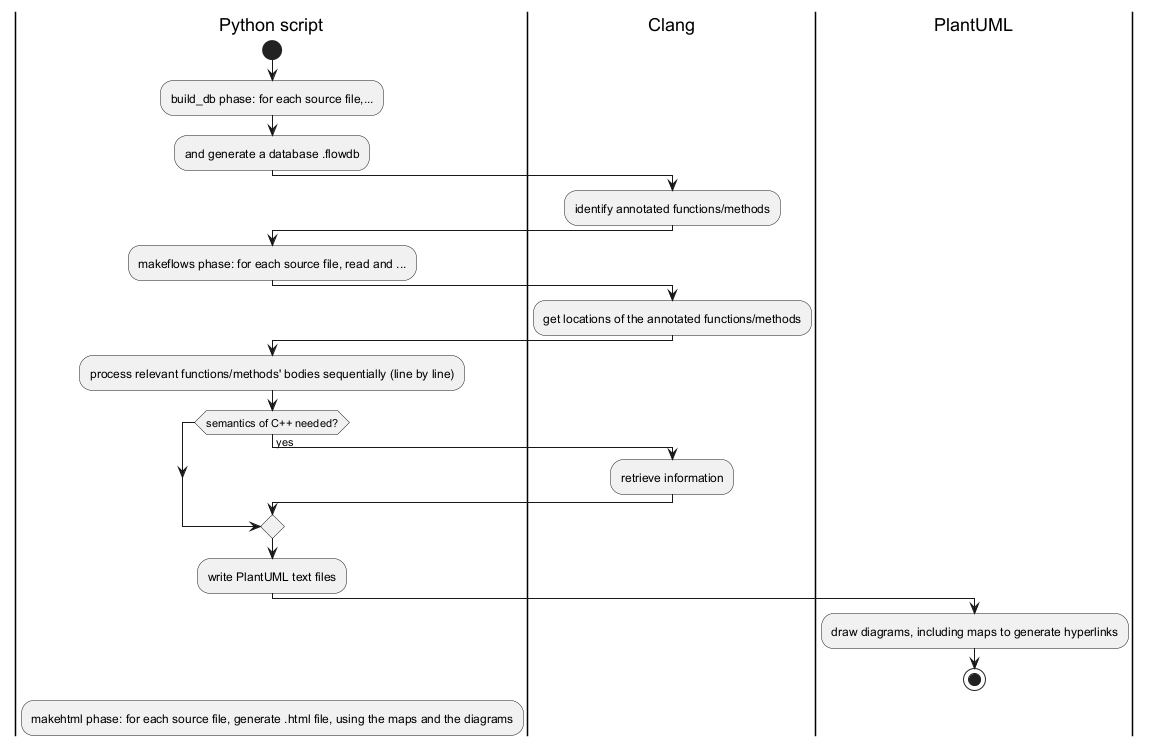 Python script
Clang
PlantUML
build_db phase: for each source file,...
and generate a database .flowdb
identify annotated functions/methods
makeflows phase: for each source file, read and ...
get locations of the annotated functions/methods
process relevant functions/methods' bodies sequentially (line by line)
semantics of C++ needed?
yes
retrieve information
write PlantUML text files
draw diagrams, including maps to generate hyperlinks
makehtml phase: for each source file, generate .html file, using the maps and the diagrams